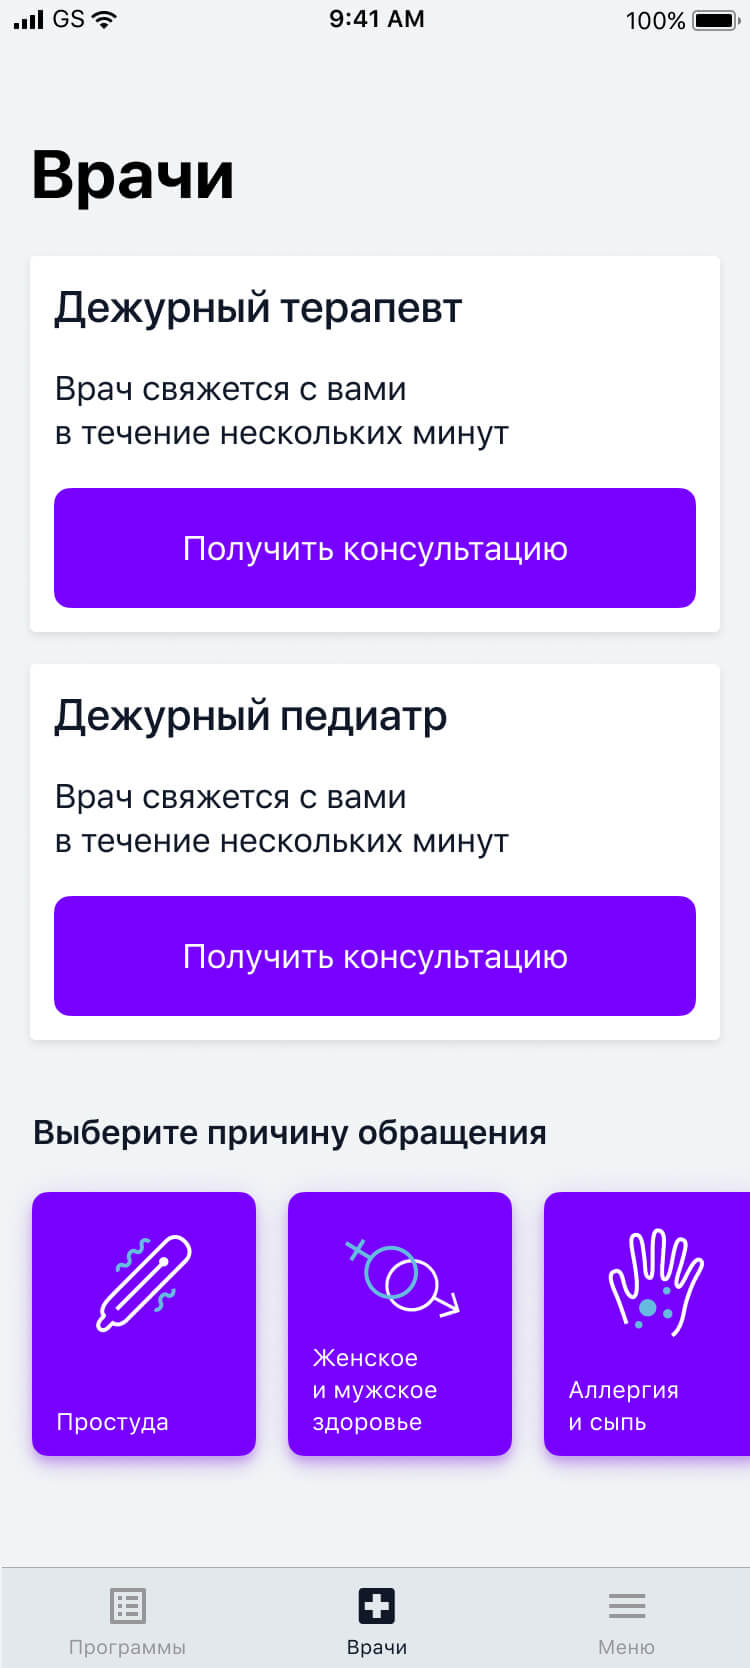 GS 9:41 AM 100%
Врачи
Дежурный терапевт
Врач свяжется с вами
в течение нескольких минут
Получить консультацию
Дежурный педиатр
Врач свяжется с вами
в течение нескольких минут
Получить консультацию
Выберите причину обращения
Простуда
Женское
и мужское
здоровье
Аллергия
и сыпь
Программы
Врачи
Меню